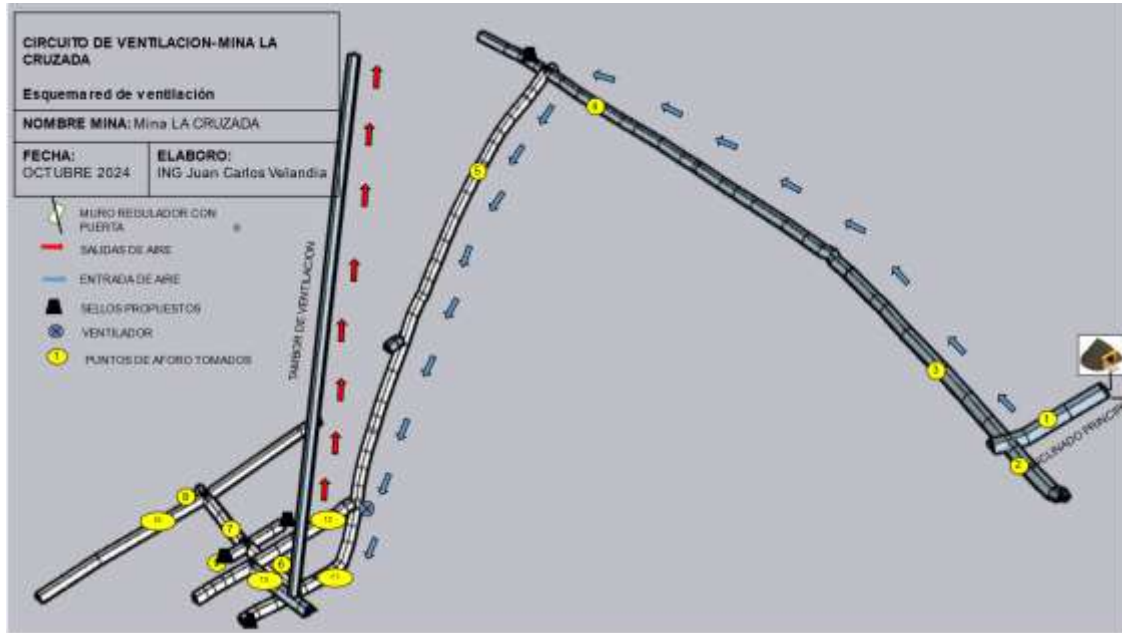 CIRCUITO DE VENTILACION-MINA LA
CRUZADA
Esquema red de ventilación
NOMBRE MINA: Mina LA CRUZADA
FECHA:
OCTUBRE 2024
ELABORO:
ING Juan Carlos Velandia
MURO REGULADOR CON
PUERTA
SALIDAS DE AIRE
ENTRADA DE AIRE
SELLOS PROPUESTOS
VENTILADOR
1
PUNTOS DE AFORO TOMADOS
TAMBOR DE VENTILACION
4
5
3
1
2
8
7
6